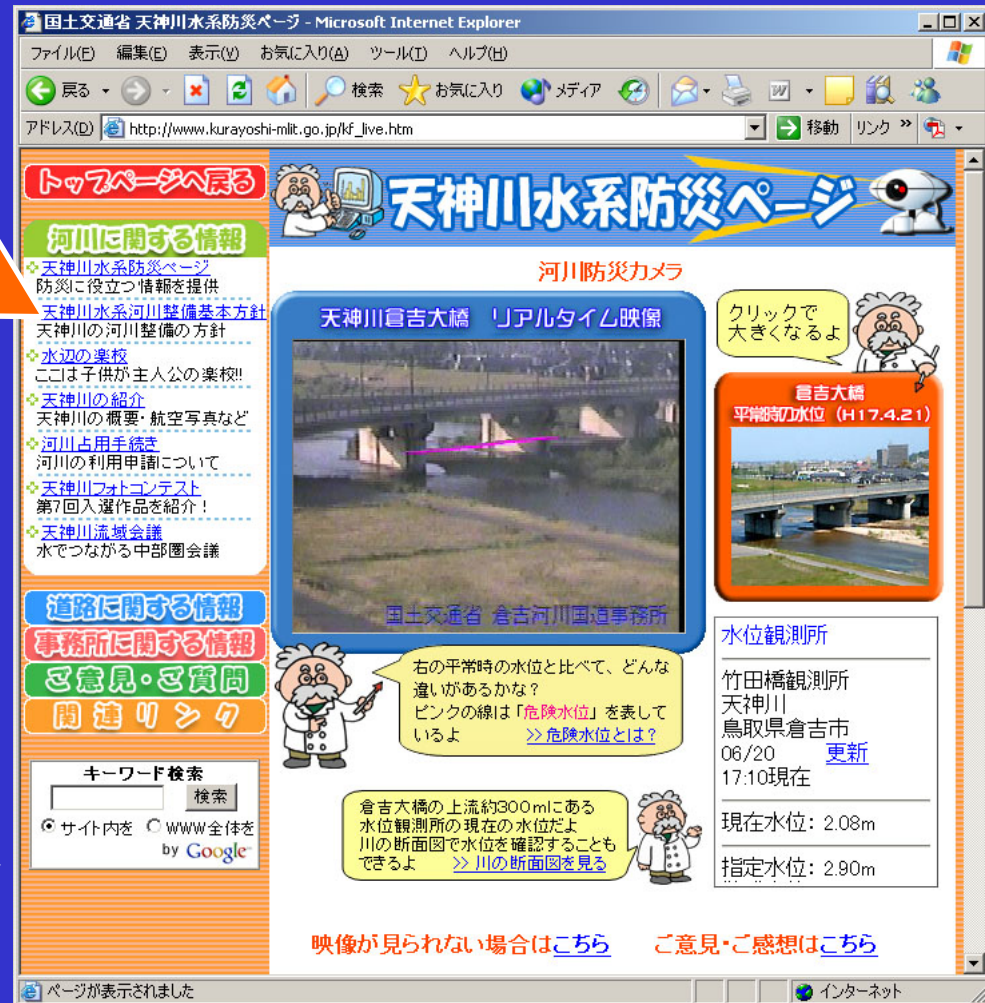 国土交通省 天神川水系防災ページ - Microsoft Internet Explorer
ファイル(F) 編集(E) 表示(V) お気に入り(A) ツール(T) ヘルプ(H)
戻る 検索 お気に入り メディア
アドレス(D) http://www.kurayoshi-mlit.go.jp/kf_live.htm 移動 リンク »
トップページへ戻る
天神川水系防災ページ
河川に関する情報
天神川水系防災ページ
防災に役立つ情報を提供
天神川水系河川整備基本方針
天神川の河川整備の方針
水辺の楽校
ここは子供が主人公の楽校!!
天神川の紹介
天神川の概要・航空写真など
河川占用手続き
河川の利用申請について
天神川フォトコンテスト
第7回入選作品を紹介！
天神川流域会議
水でつながる中部圏会議
道路に関する情報
事務所に関する情報
ご意見・ご質問
関連リンク
キーワード検索
検索
サイト内を WWW全体を
by Google
河川防災カメラ
天神川倉吉大橋 リアルタイム映像
国土交通省 倉吉河川国道事務所
クリックで
大きくなるよ
倉吉大橋
平常時の水位（H17.4.21）
右の平常時の水位と比べて、どんな
違いがあるかな？
ピンクの線は「危険水位」を表して
いるよ >>危険水位とは？
倉吉大橋の上流約300mにある
水位観測所の現在の水位だよ
川の断面図で水位を確認することも
できるよ >>川の断面図を見る
水位観測所
竹田橋観測所
天神川
鳥取県倉吉市
06/20 更新
17:10現在
現在水位: 2.08m
指定水位: 2.90m
映像が見られない場合はこちら ご意見・ご感想はこちら
ページが表示されました インターネット